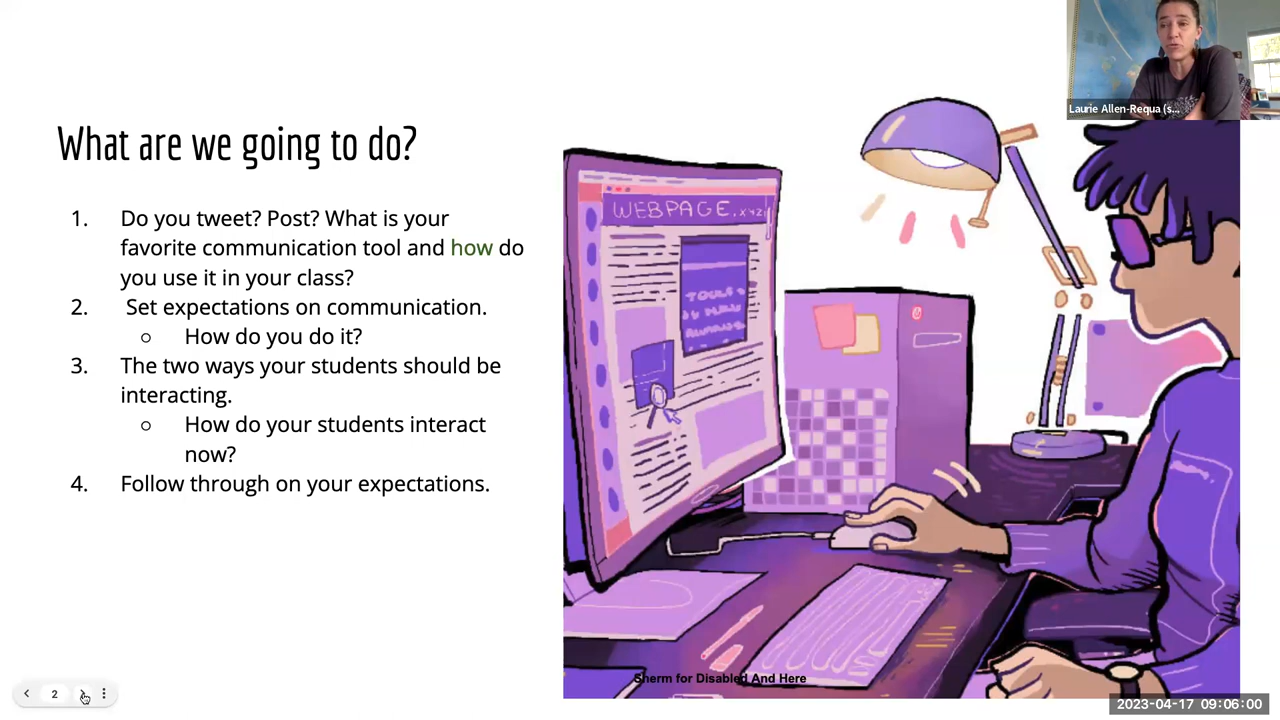 Laurie Allen-Requa (s...
What are we going to do?
1. Do you tweet? Post? What is your
favorite communication tool and how do
you use it in your class?
2. Set expectations on communication.
○ How do you do it?
3. The two ways your students should be
interacting.
○ How do your students interact
now?
4. Follow through on your expectations.
WEBPAGE.XYZ
Sherm for Disabled And Here
2
2023-04-17 09:06:00